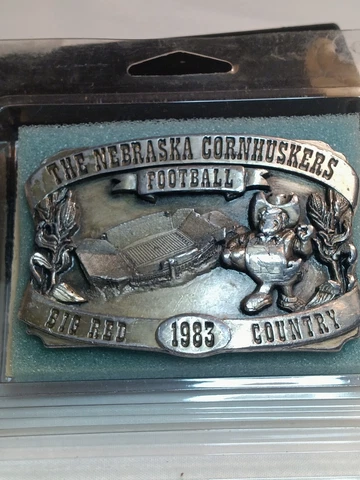 THE NEBRASKA CORNHUSKERS
FOOTBALL
BIG RED 1983 COUNTRY